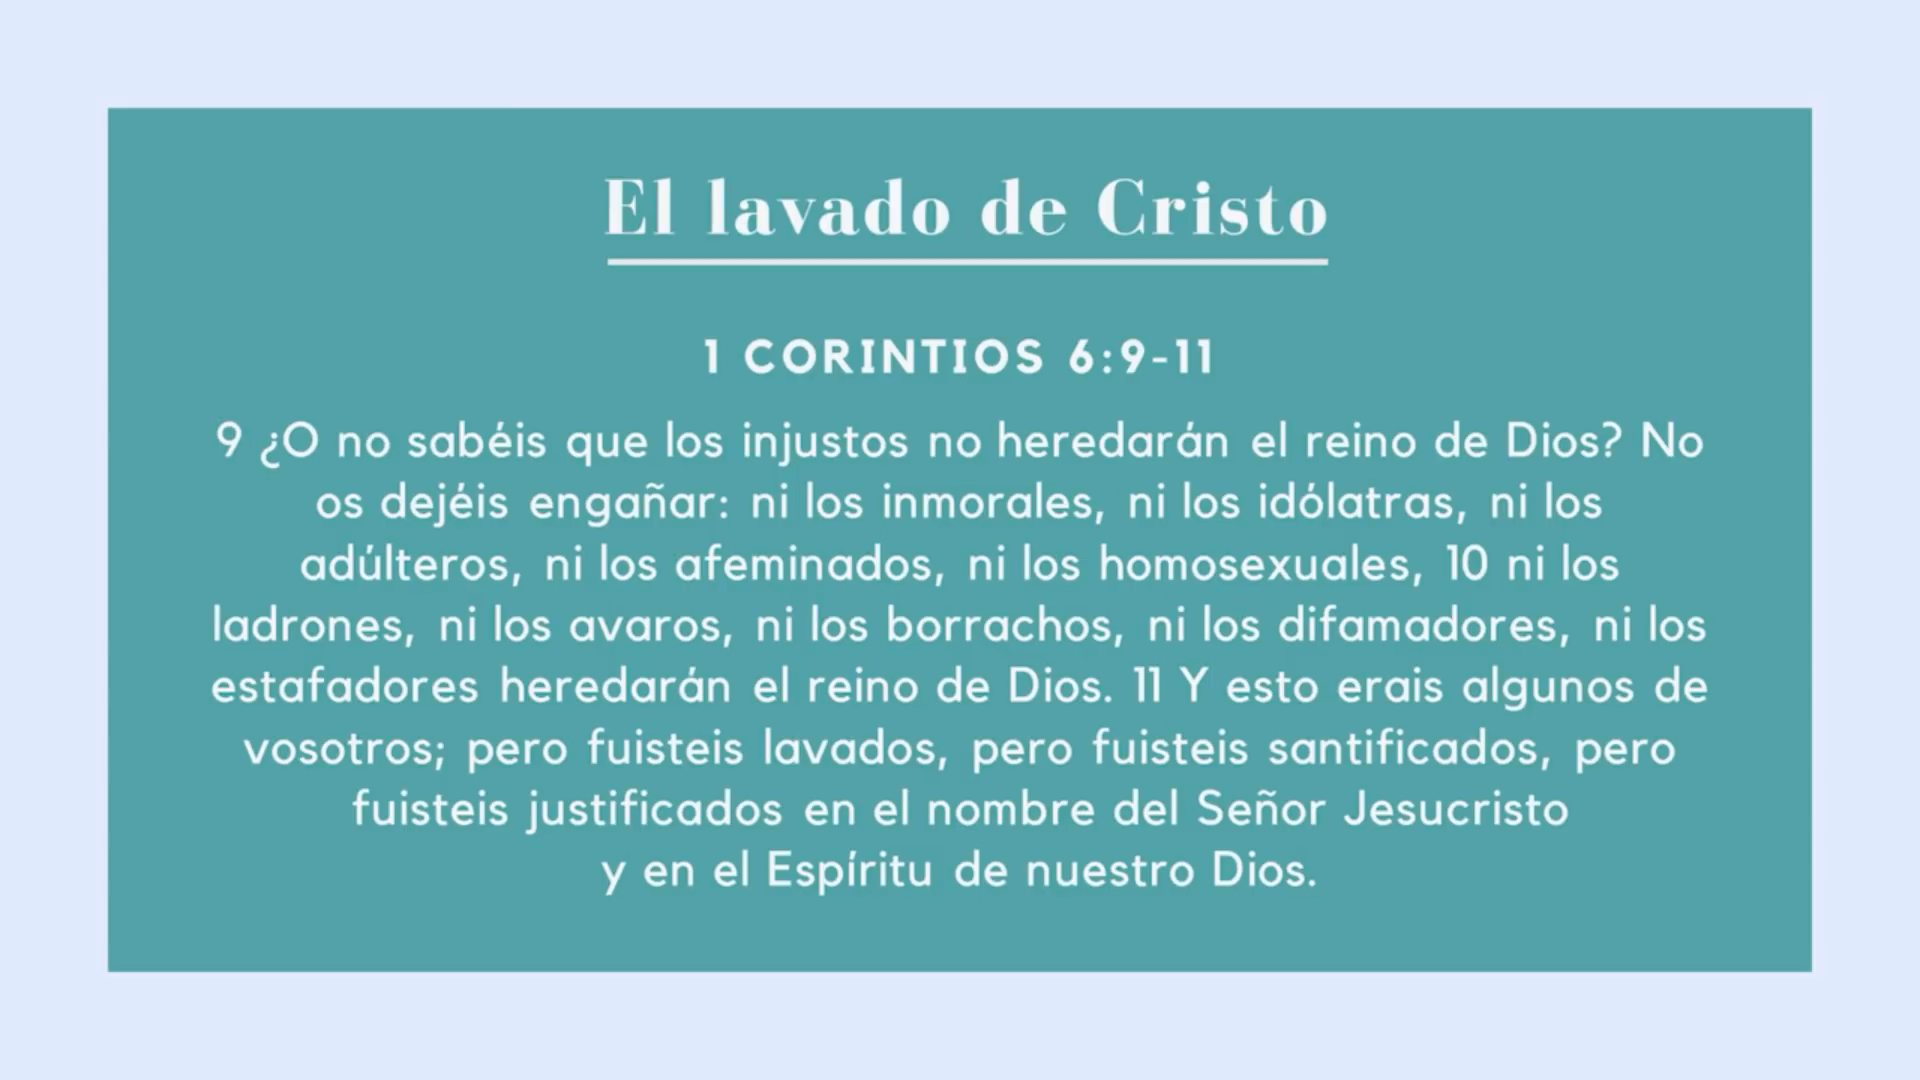 El lavado de Cristo
1 CORINTIOS 6:9-11
9 ¿O no sabéis que los injustos no heredarán el reino de Dios? No
os dejéis engañar: ni los inmorales, ni los idólatras, ni los
adúlteros, ni los afeminados, ni los homosexuales, 10 ni los
ladrones, ni los avaros, ni los borrachos, ni los difamadores, ni los
estafadores heredarán el reino de Dios. 11 Y esto erais algunos de
vosotros; pero fuisteis lavados, pero fuisteis santificados, pero
fuisteis justificados en el nombre del Señor Jesucristo
y en el Espíritu de nuestro Dios.